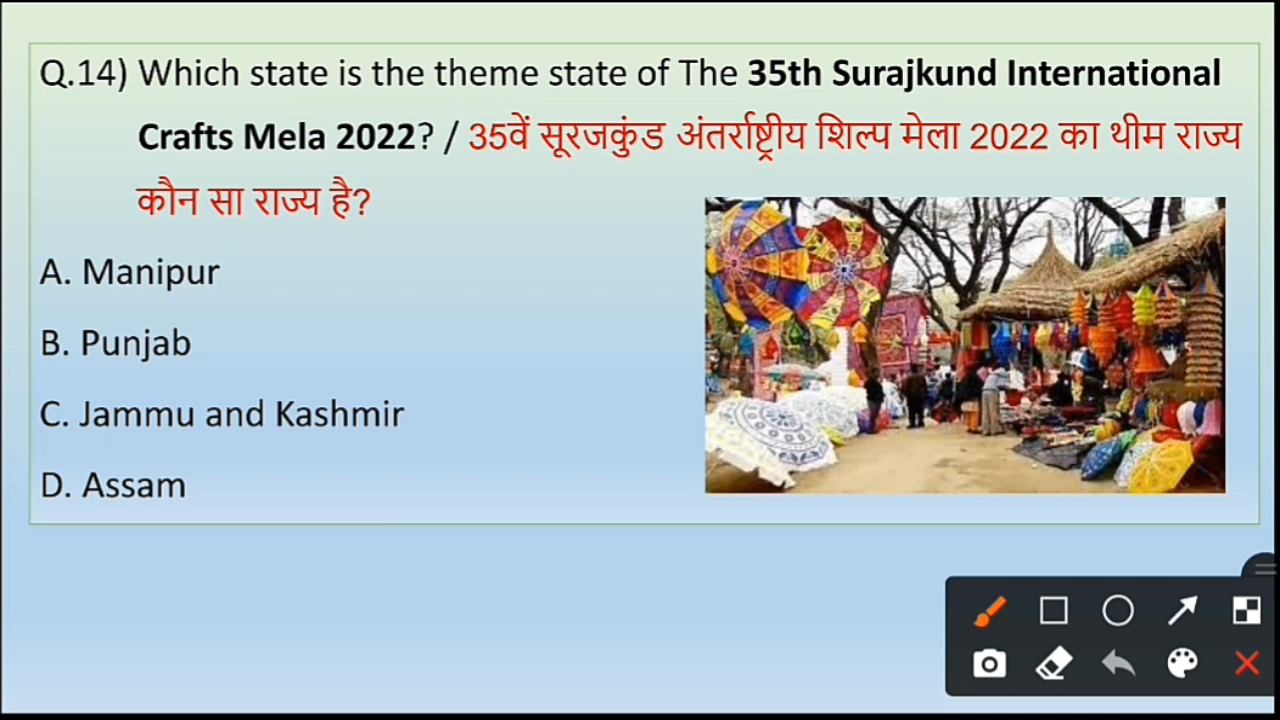 Q.14) Which state is the theme state of The 35th Surajkund International
Crafts Mela 2022? / 35वें सूरजकुंड अंतर्राष्ट्रीय शिल्प मेला 2022 का थीम राज्य
कौन सा राज्य है?
A. Manipur
B. Punjab
C. Jammu and Kashmir
D. Assam